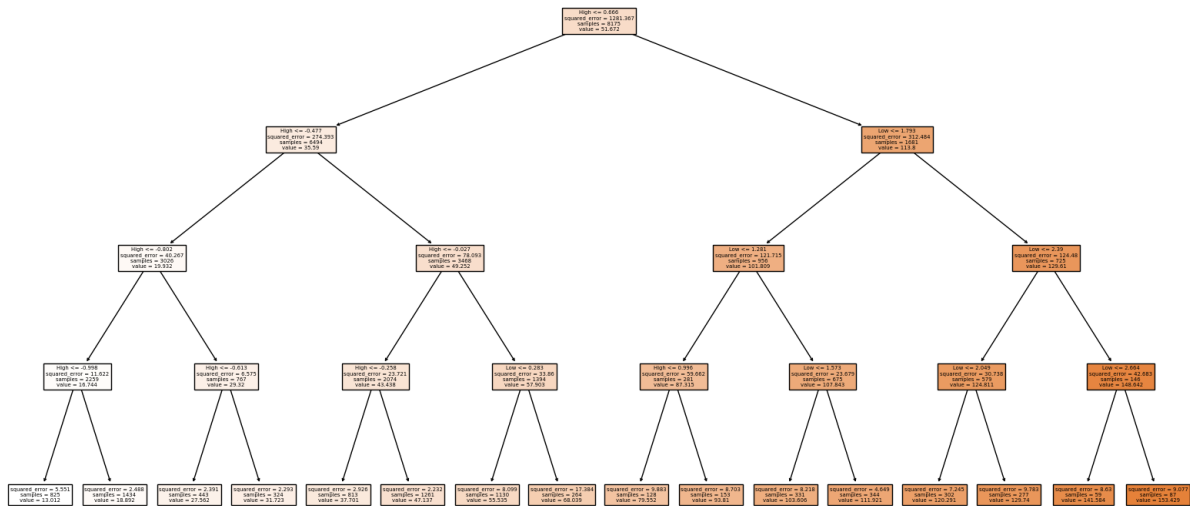 High <= 0.666
squared_error = 1281.367
samples = 8175
value = 51.672
High <= -0.477
squared_error = 274.393
samples = 6494
value = 35.59
Low <= 1.793
squared_error = 312.484
samples = 1681
value = 113.8
High <= -0.802
squared_error = 40.267
samples = 3026
value = 19.932
High <= -0.027
squared_error = 78.093
samples = 3468
value = 49.252
Low <= 1.281
squared_error = 121.715
samples = 956
value = 101.809
Low <= 2.39
squared_error = 124.48
samples = 725
value = 129.61
High <= -0.998
squared_error = 11.622
samples = 2259
value = 16.744
High <= -0.613
squared_error = 6.575
samples = 767
value = 29.32
High <= -0.258
squared_error = 23.721
samples = 2074
value = 43.438
Low <= 0.283
squared_error = 33.86
samples = 1394
value = 57.903
High <= 0.996
squared_error = 59.662
samples = 281
value = 87.315
Low <= 1.573
squared_error = 23.679
samples = 675
value = 107.843
Low <= 2.049
squared_error = 30.738
samples = 579
value = 124.811
Low <= 2.664
squared_error = 42.683
samples = 146
value = 148.642
squared_error = 5.551
samples = 825
value = 13.012
squared_error = 2.488
samples = 1434
value = 18.892
squared_error = 2.391
samples = 443
value = 27.562
squared_error = 2.293
samples = 324
value = 31.723
squared_error = 2.926
samples = 813
value = 37.701
squared_error = 2.232
samples = 1261
value = 47.137
squared_error = 8.099
samples = 1130
value = 55.535
squared_error = 17.384
samples = 264
value = 68.039
squared_error = 9.883
samples = 128
value = 79.552
squared_error = 8.703
samples = 153
value = 93.81
squared_error = 8.218
samples = 331
value = 103.606
squared_error = 4.649
samples = 344
value = 111.921
squared_error = 7.245
samples = 302
value = 120.291
squared_error = 9.783
samples = 277
value = 129.74
squared_error = 8.63
samples = 59
value = 141.584
squared_error = 9.077
samples = 87
value = 153.429